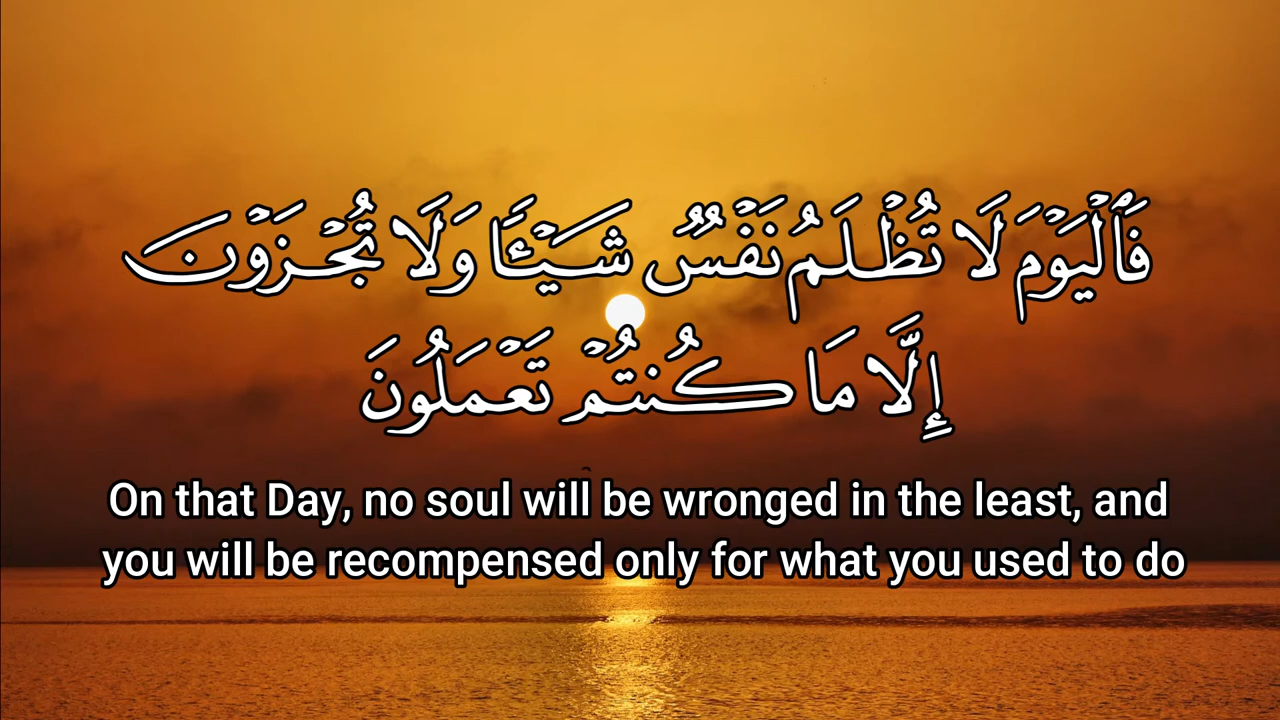 فَٱلْيَوْمَ لَا تُظْلَمُ نَفْسٌ شَيْـًٔا وَلَا تُجْزَوْنَ
إِلَّا مَا كُنتُمْ تَعْمَلُونَ
On that Day, no soul will be wronged in the least, and
you will be recompensed only for what you used to do